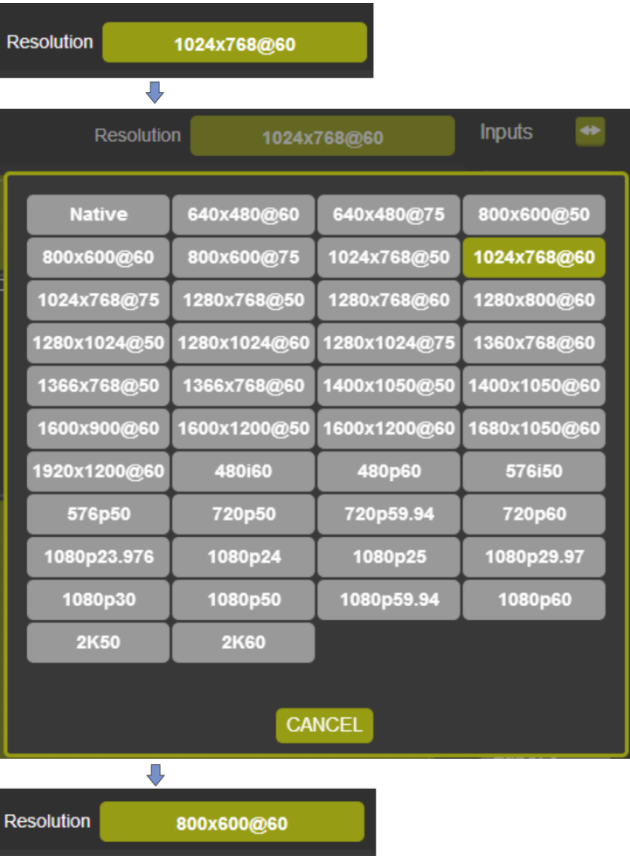 Resolution 1024x768@60
Resolution 1024x768@60 Inputs
Native 640x480@60 640x480@75 800x600@50
800x600@60 800x600@75 1024x768@50 1024x768@60
1024x768@75 1280x768@50 1280x768@60 1280x800@60
1280x1024@50 1280x1024@60 1280x1024@75 1360x768@60
1366x768@50 1366x768@60 1400x1050@50 1400x1050@60
1600x900@60 1600x1200@50 1600x1200@60 1680x1050@60
1920x1200@60 480i60 480p60 576i50
576p50 720p50 720p59.94 720p60
1080p23.976 1080p24 1080p25 1080p29.97
1080p30 1080p50 1080p59.94 1080p60
2K50 2K60
CANCEL
Resolution 800x600@60